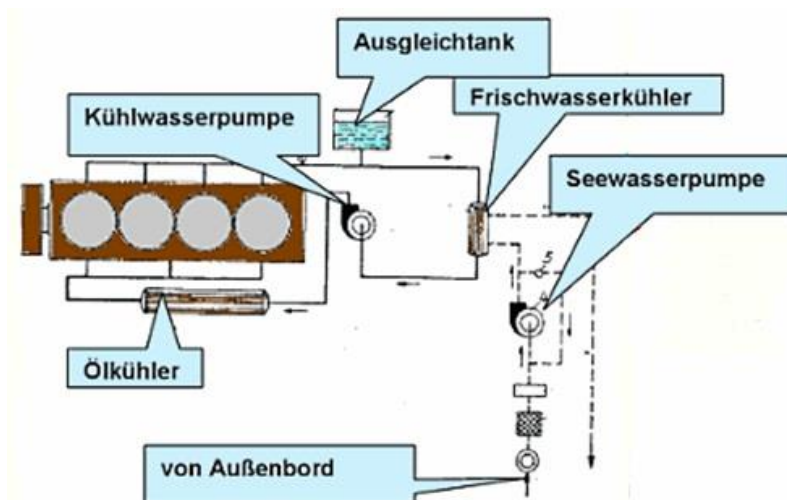 Ausgleichtank
Kühlwasserpumpe
Frischwasserkühler
Seewasserpumpe
Ölkühler
von Außenbord